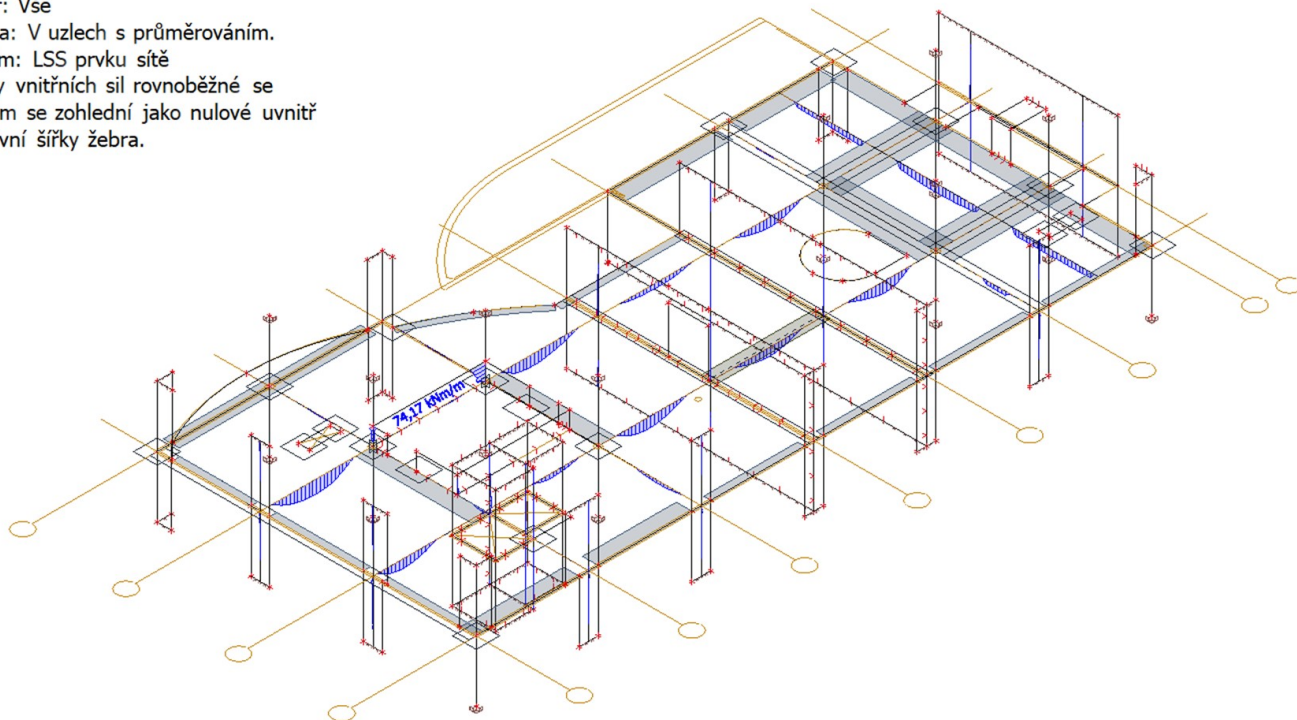 : Vše
a: V uzlech s průměrováním.
m: LSS prvku sítě
y vnitřních sil rovnoběžné se
m se zohlední jako nulové uvnitř
vní šířky žebra.
74,17 kNm/m